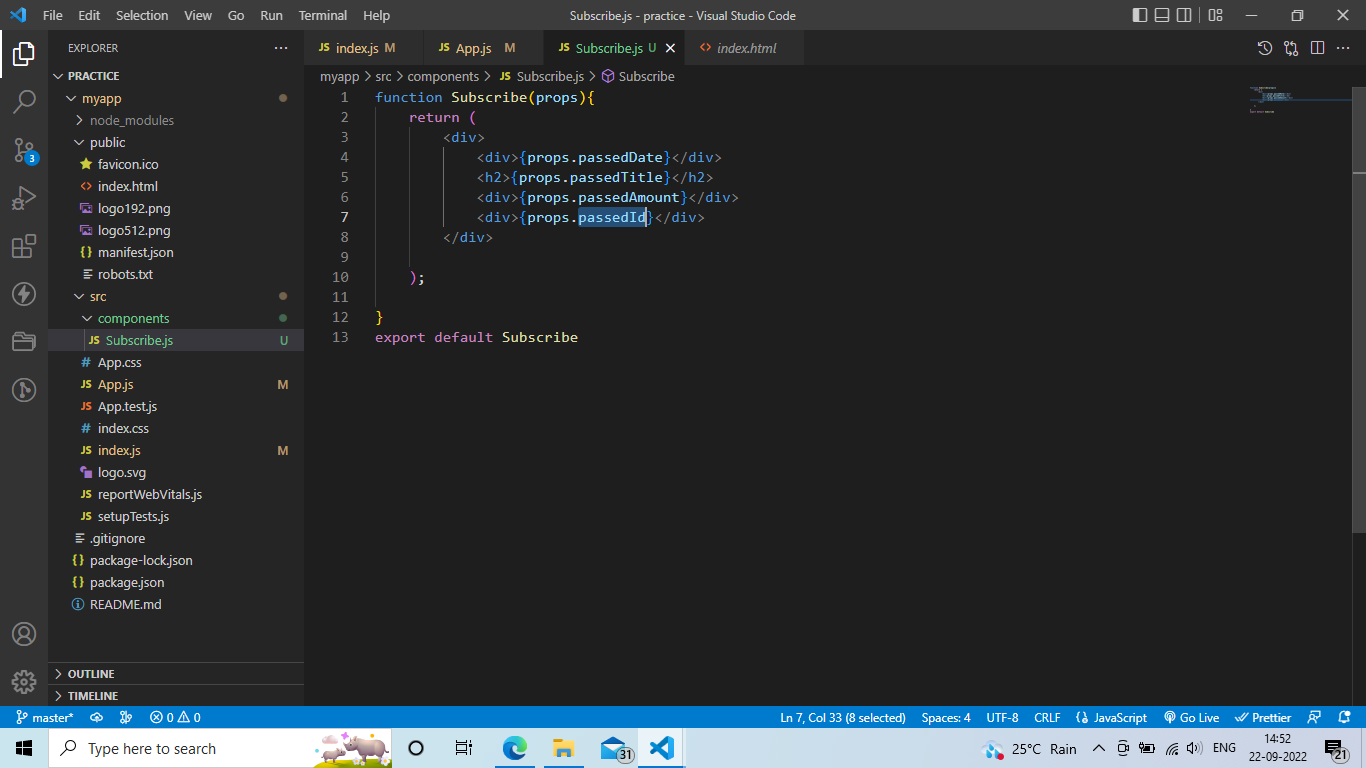 File Edit Selection View Go Run Terminal Help Subscribe.js - practice - Visual Studio Code
EXPLORER
PRACTICE
myapp
node_modules
public
favicon.ico
index.html
logo192.png
logo512.png
manifest.json
robots.txt
src
components
JS Subscribe.js U
# App.css
JS App.js M
JS App.test.js
# index.css
JS index.js M
logo.svg
JS reportWebVitals.js
JS setupTests.js
.gitignore
{} package-lock.json
{} package.json
README.md
OUTLINE
TIMELINE
3
JS index.js M JS App.js M JS Subscribe.js U <> index.html
myapp > src > components > JS Subscribe.js > Subscribe
1 function Subscribe(props){
2 return (
3 <div>
4 <div>{props.passedDate}</div>
5 <h2>{props.passedTitle}</h2>
6 <div>{props.passedAmount}</div>
7 <div>{props.passedId}</div>
8 </div>
9
10 );
11
12 }
13 export default Subscribe
master* 0 0 Ln 7, Col 33 (8 selected) Spaces: 4 UTF-8 CRLF {} JavaScript Go Live Prettier
Type here to search 31 25°C Rain ENG 14:52
22-09-2022 21